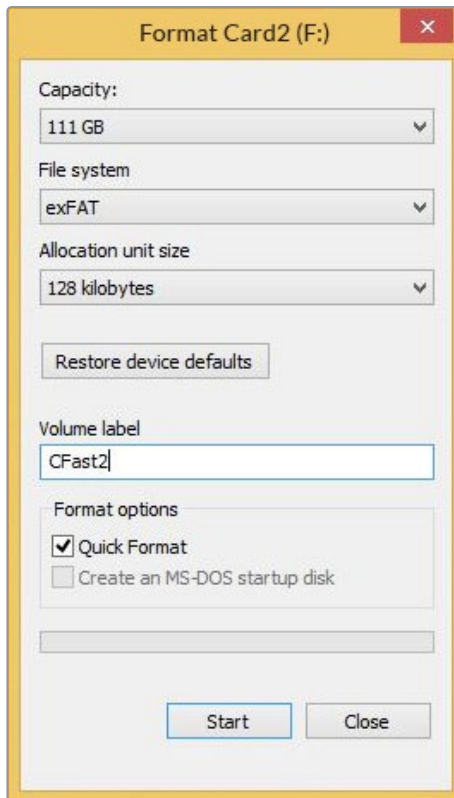 Format Card2 (F:)
Capacity:
111 GB
File system
exFAT
Allocation unit size
128 kilobytes
Restore device defaults
Volume label
CFast2
Format options
Quick Format
Create an MS-DOS startup disk
Start Close